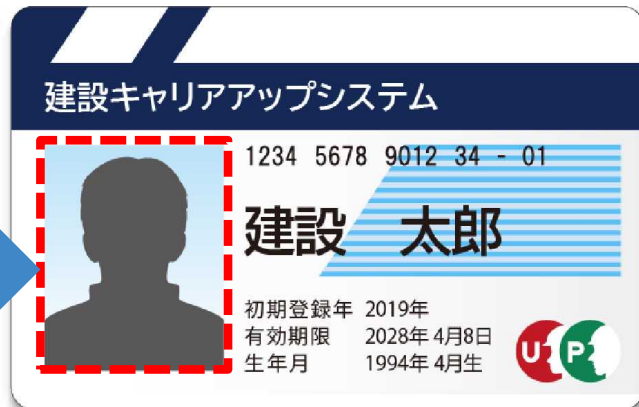 建設キャリアアップシステム
1234 5678 9012 34 - 01
建設 太郎
初期登録年 2019年
有効期限 2028年 4月8日
生年月 1994年 4月生
U P